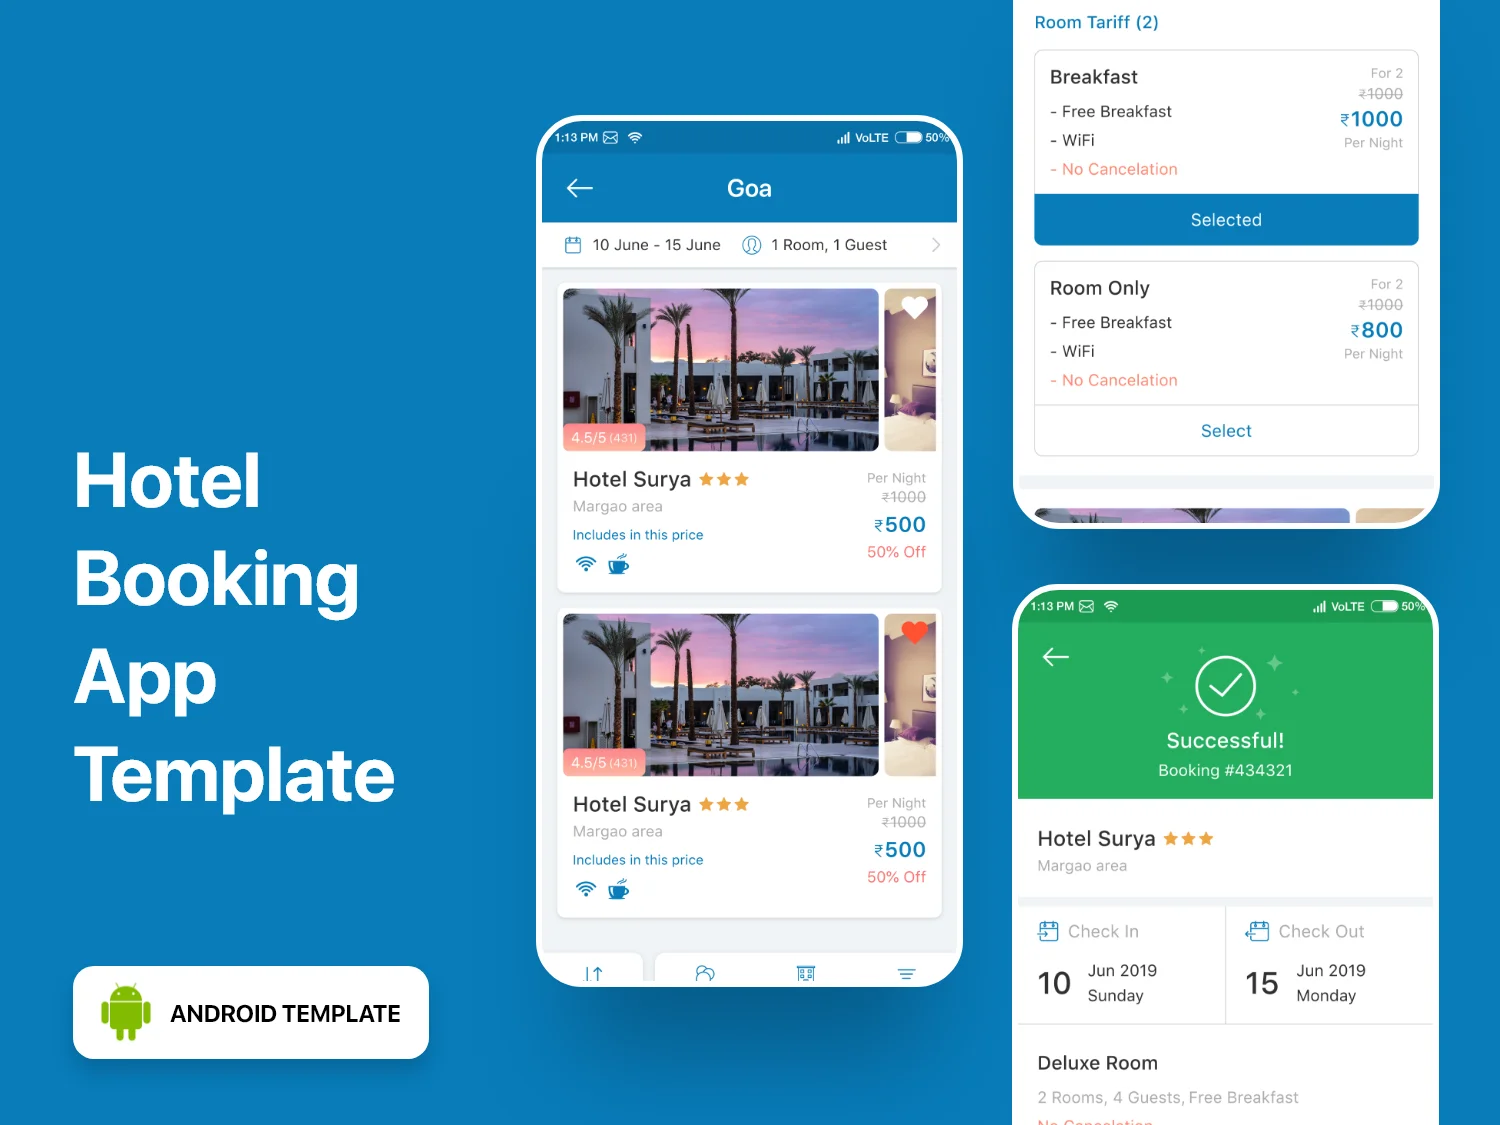 Hotel
Booking
App
Template
ANDROID TEMPLATE
1:13 PM
VoLTE
50%
Goa
10 June - 15 June
1 Room, 1 Guest
4.5/5 (431)
Hotel Surya
Per Night
Margao area
₹1000
Includes in this price
₹500
50% Off
4.5/5 (431)
Hotel Surya
Per Night
Margao area
₹1000
Includes in this price
₹500
50% Off
Room Tariff (2)
Breakfast
For 2
- Free Breakfast
₹1000
- WiFi
₹1000
- No Cancelation
Per Night
Selected
Room Only
For 2
- Free Breakfast
₹1000
- WiFi
₹800
- No Cancelation
Per Night
Select
1:13 PM
VoLTE
50%
Successful!
Booking #434321
Hotel Surya
Margao area
Check In
10
Jun 2019
Sunday
Check Out
15
Jun 2019
Monday
Deluxe Room
2 Rooms, 4 Guests, Free Breakfast
No Cancelation